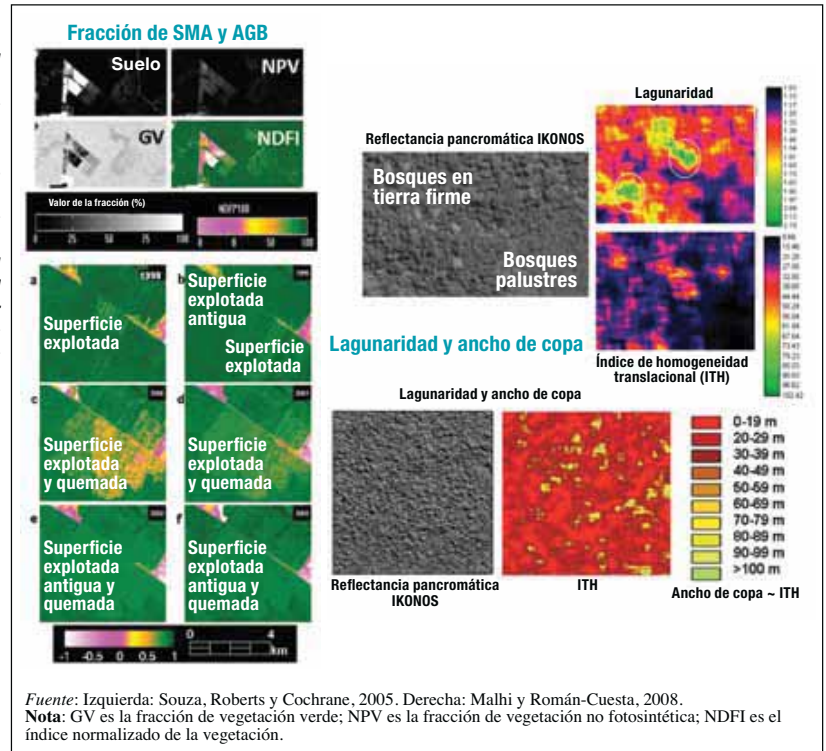 Fracción de SMA y AGB
Suelo
NPV
GV
NDFI
Valor de la fracción (%)
0 25 50 75 100
0 50 100
a
1999
Superficie
explotada
b
Superficie
explotada
antigua
Superficie
explotada
c
Superficie
explotada
y quemada
d
Superficie
explotada
y quemada
e
Superficie
explotada
antigua y
quemada
f
Superficie
explotada
antigua y
quemada
-1 -0.5 0 0.5 1
0 4
km
Lagunaridad
Reflectancia pancromática IKONOS
Bosques en
tierra firme
Bosques
palustres
Lagunaridad y ancho de copa
Índice de homogeneidad
translacional (ITH)
Lagunaridad y ancho de copa
0-19 m
20-29 m
30-39 m
40-49 m
50-59 m
60-69 m
70-79 m
80-89 m
90-99 m
>100 m
Reflectancia pancromática
IKONOS
ITH
Ancho de copa ~ ITH
Fuente: Izquierda: Souza, Roberts y Cochrane, 2005. Derecha: Malhi y Román-Cuesta, 2008.
Nota: GV es la fracción de vegetación verde; NPV es la fracción de vegetación no fotosintética; NDFI es el
índice normalizado de la vegetación.